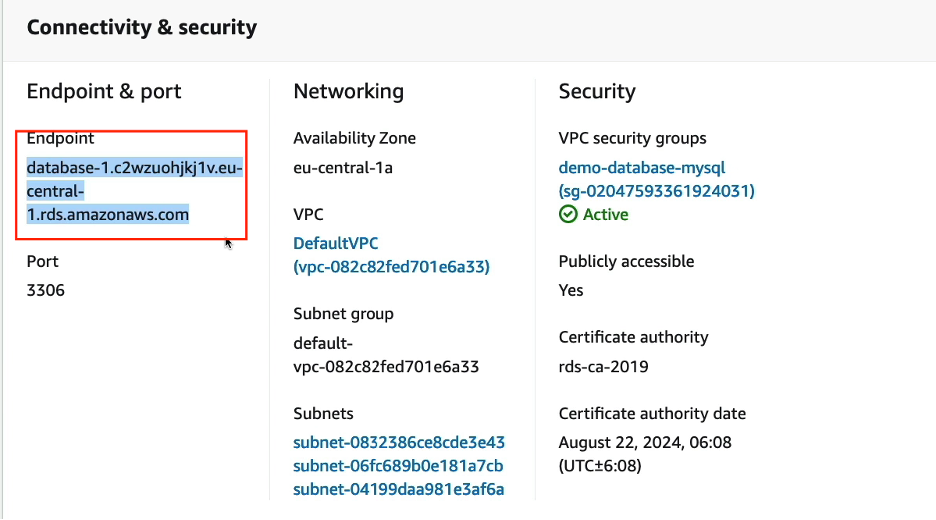 Connectivity & security
Endpoint & port
Endpoint
database-1.c2wzuohjkj1v.eu-
central-
1.rds.amazonaws.com
Port
3306
Networking
Availability Zone
eu-central-1a
VPC
DefaultVPC
(vpc-082c82fed701e6a33)
Subnet group
default-
vpc-082c82fed701e6a33
Subnets
subnet-0832386ce8cde3e43
subnet-06fc689b0e181a7cb
subnet-04199daa981e3af6a
Security
VPC security groups
demo-database-mysql
(sg-02047593361924031)
Active
Publicly accessible
Yes
Certificate authority
rds-ca-2019
Certificate authority date
August 22, 2024, 06:08
(UTC±6:08)